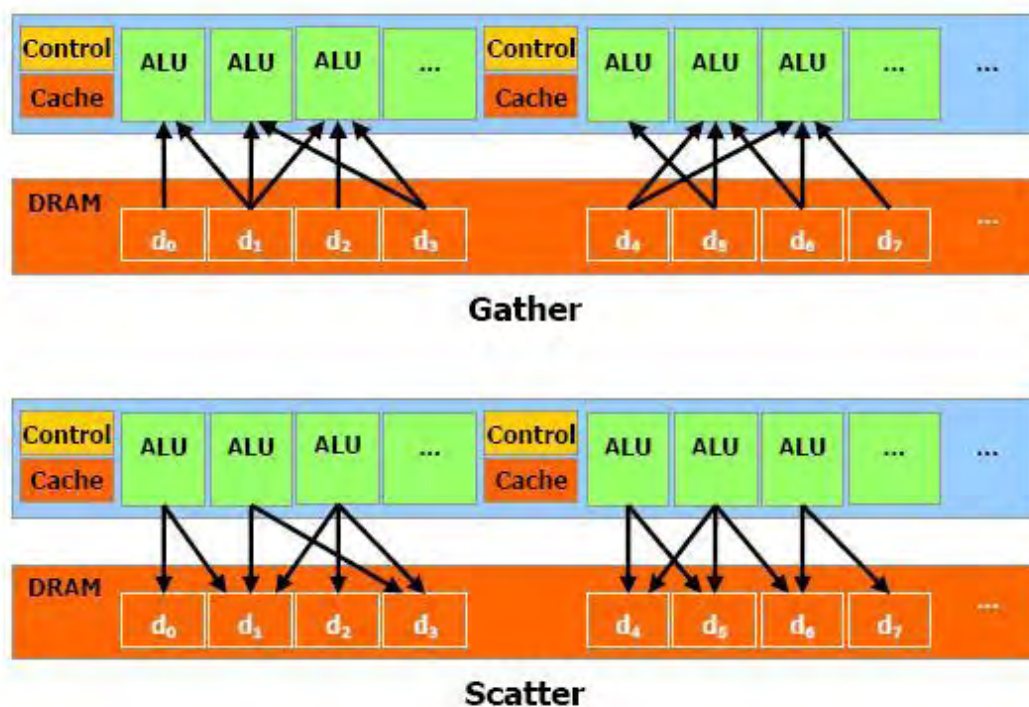 Control ALU ALU ALU ... Control ALU ALU ALU ... ...
Cache Cache
DRAM ...
d₀ d₁ d₂ d₃ d₄ d₅ d₆ d₇
Gather
Control ALU ALU ALU ... Control ALU ALU ALU ... ...
Cache Cache
DRAM ...
d₀ d₁ d₂ d₃ d₄ d₅ d₆ d₇
Scatter